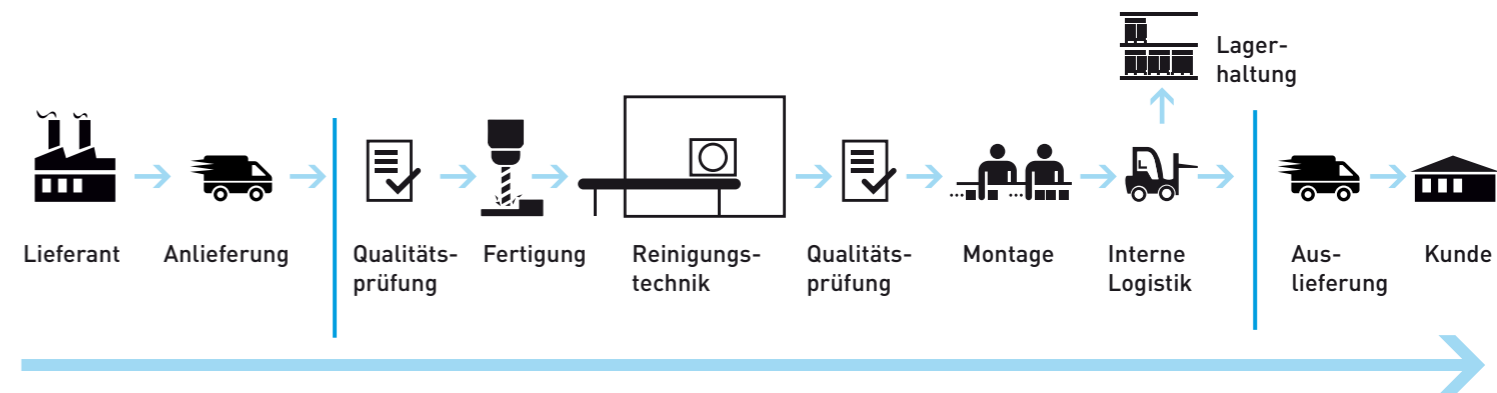 Lager-
haltung
Lieferant
Anlieferung
Qualitäts-
prüfung
Fertigung
Reinigungs-
technik
Qualitäts-
prüfung
Montage
Interne
Logistik
Aus-
lieferung
Kunde